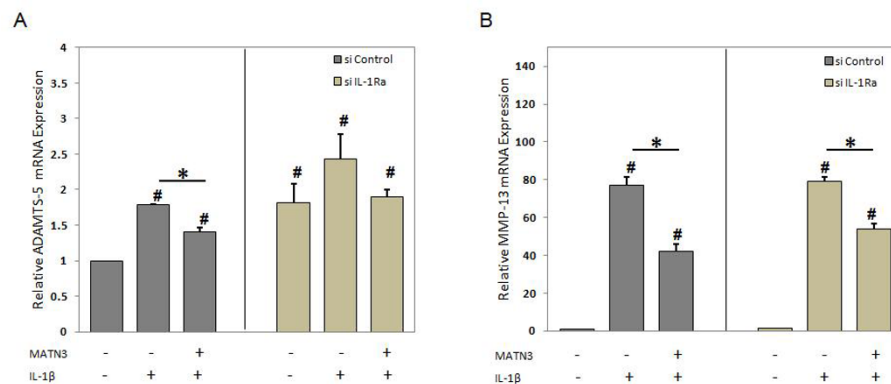 A
Relative ADAMTS-5 mRNA Expression
4
3.5
3
2.5
2
1.5
1
0.5
0
si Control
si IL-1Ra
#
*
#
#
#
#
MATN3 - - + - - +
IL-1β - + + - + +
B
Relative MMP-13 mRNA Expression
140
120
100
80
60
40
20
0
si Control
si IL-1Ra
*
#
#
*
#
#
MATN3 - - + - - +
IL-1β - + + - + +